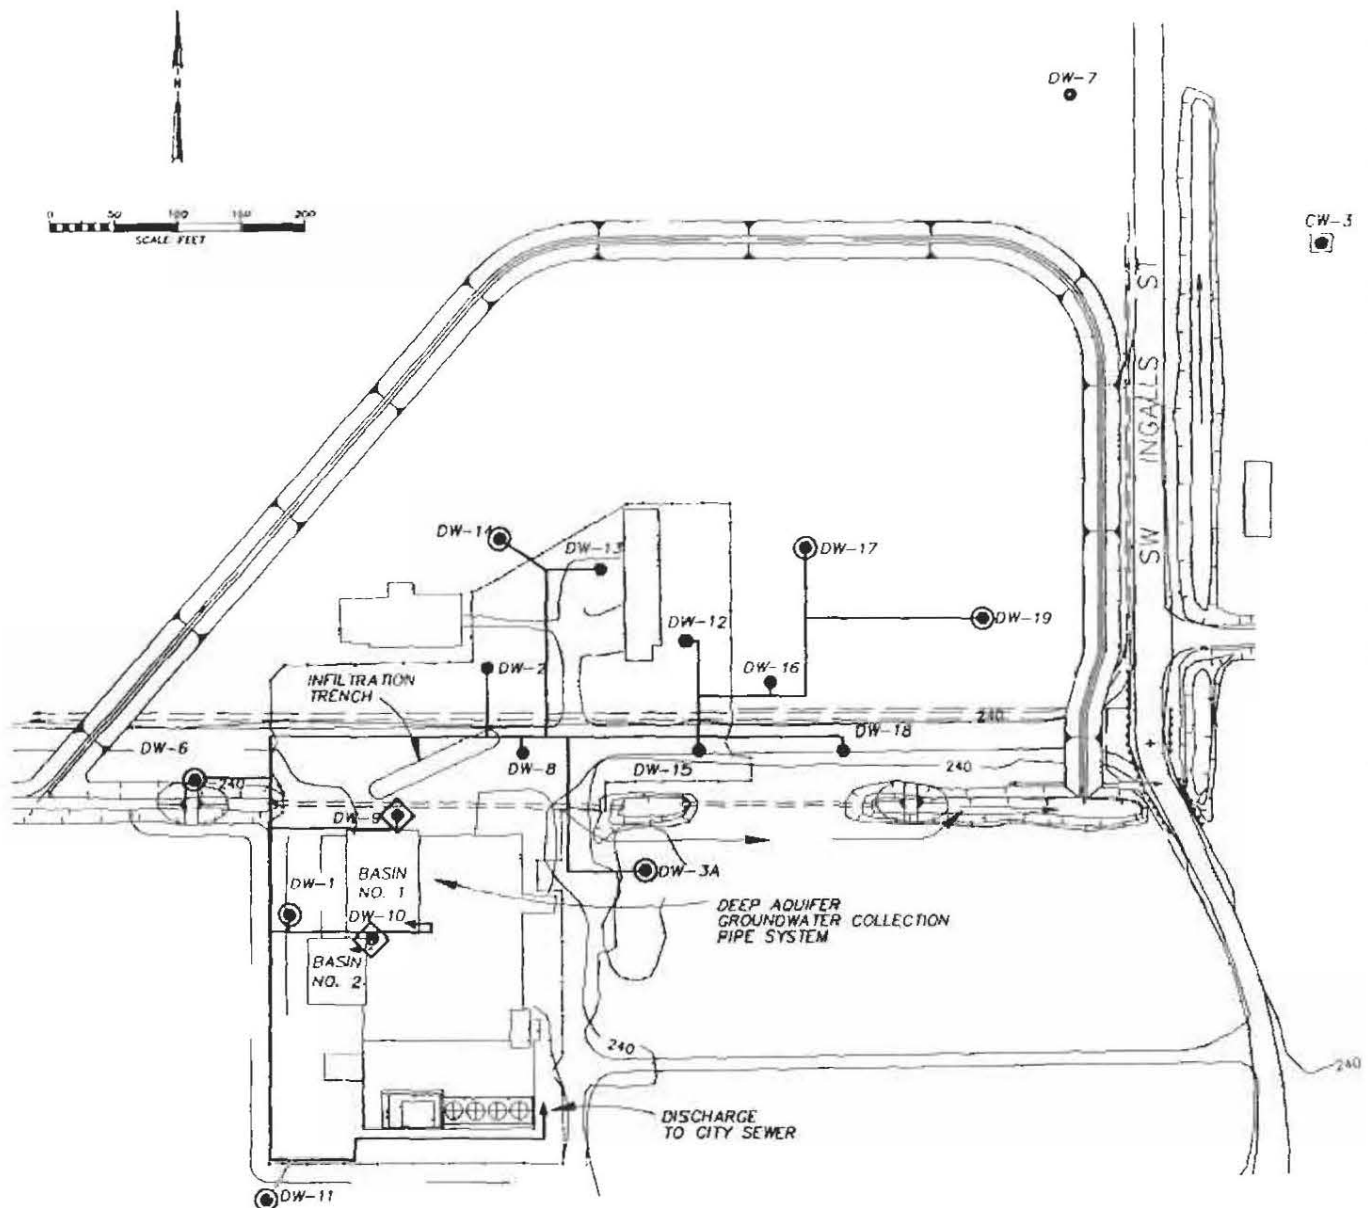 DW-7
N
0 50 100 150 200
SCALE FEET
CW-3
SW INGALLS ST
DW-14
DW-13
DW-17
DW-12
DW-19
DW-2
DW-16
INFILTRATION
TRENCH
240
DW-6
DW-18
DW-8
DW-15
240
240
DW-9
DW-1
BASIN
NO. 1
DW-3A
DW-10
DEEP AQUIFER
GROUNDWATER COLLECTION
PIPE SYSTEM
BASIN
NO. 2
240
240
DISCHARGE
TO CITY SEWER
DW-11